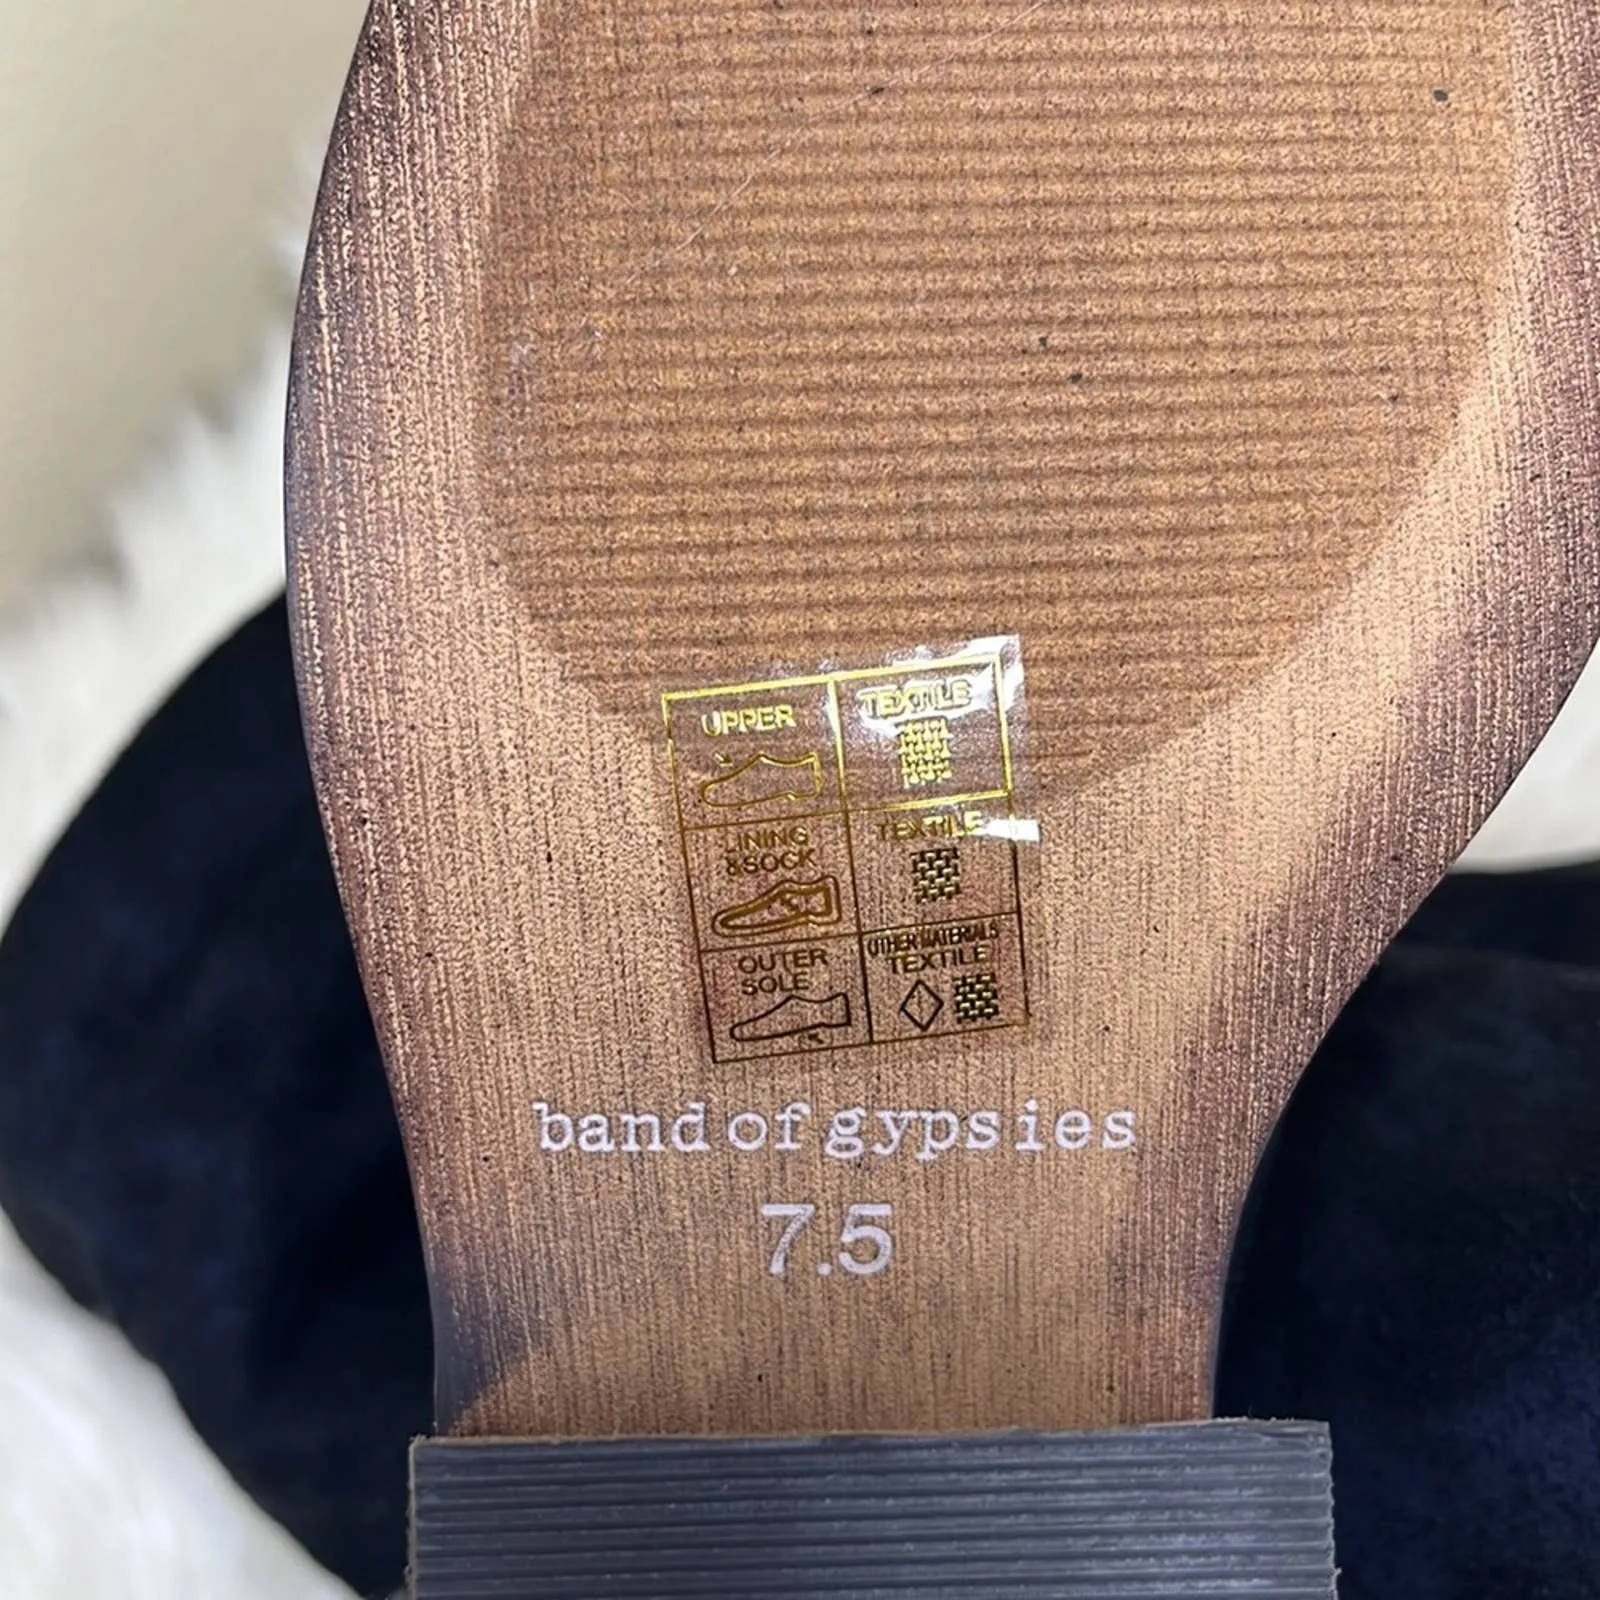 UPPER
TEXTILE
LINING
&SOCK
TEXTILE
OUTER
SOLE
OTHER MATERIALS
TEXTILE
band of gypsies
7.5